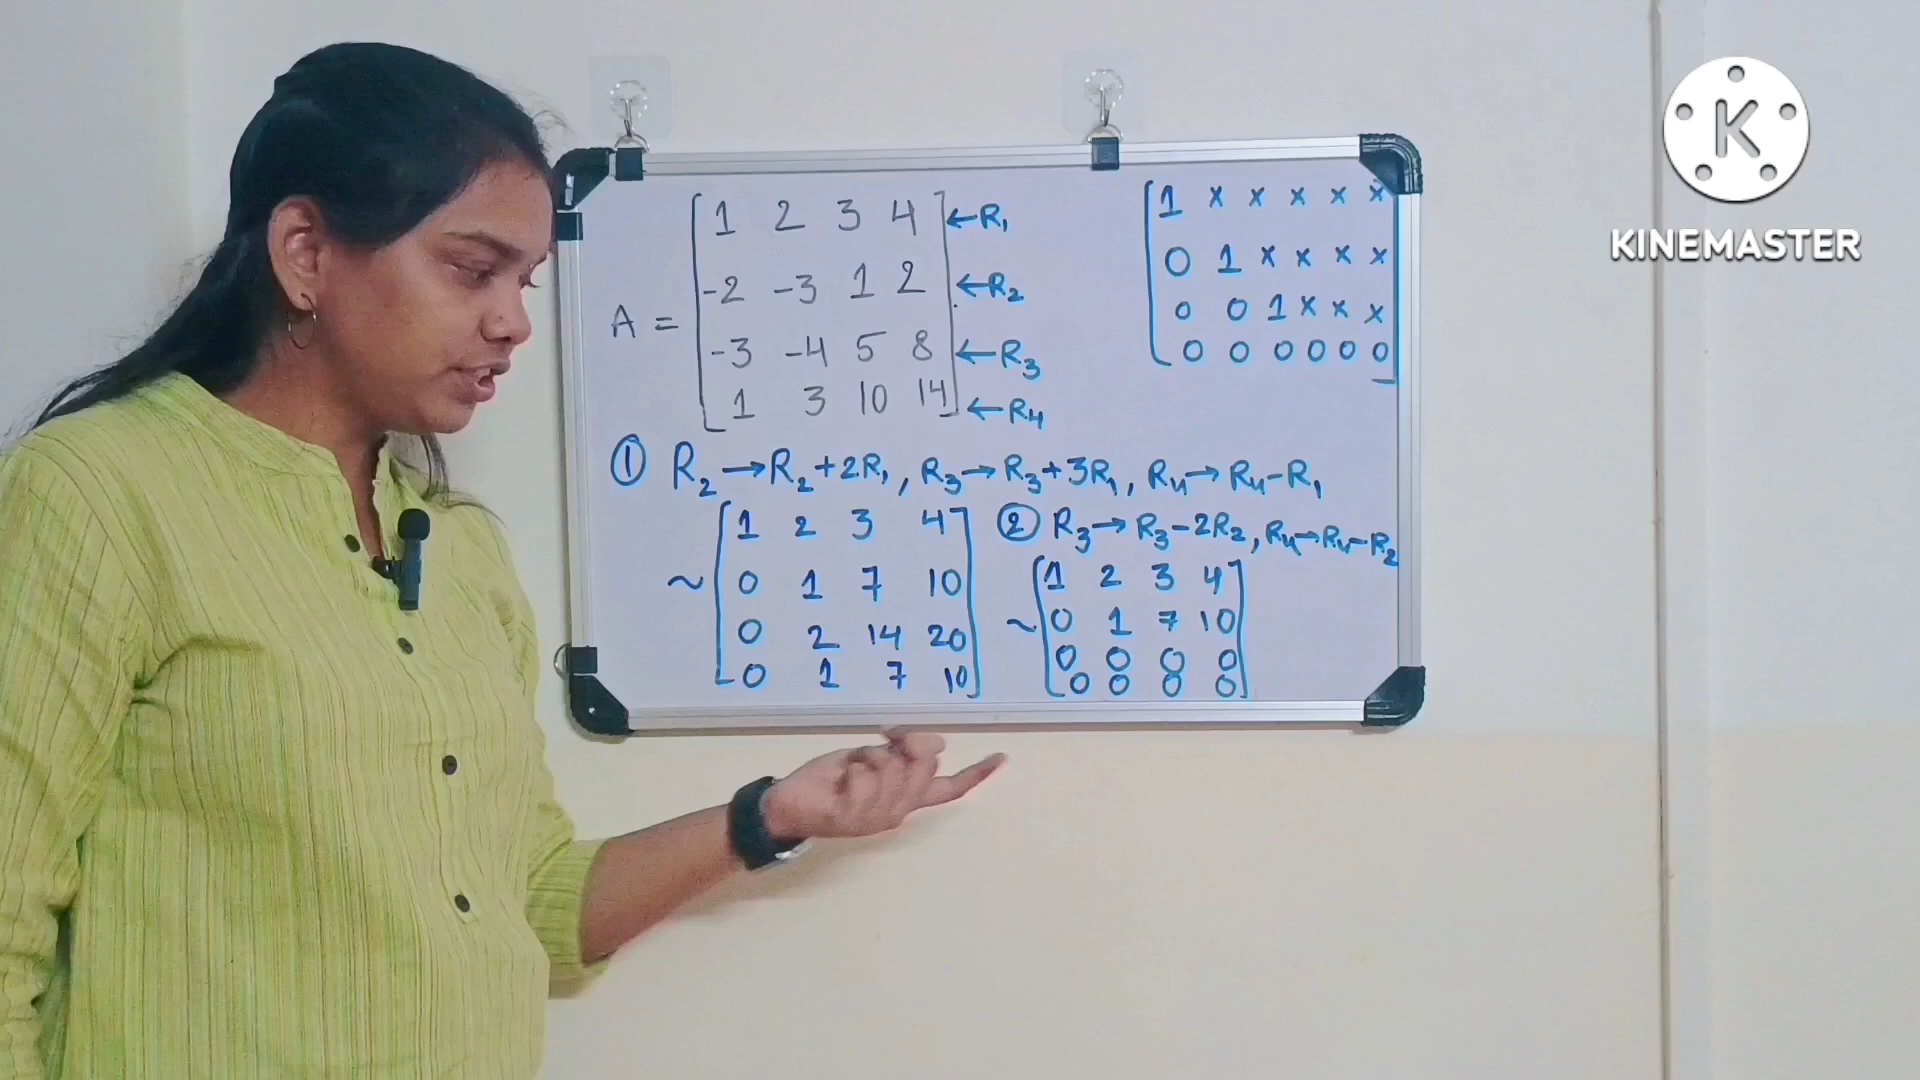 1 2 3 4 ←R₁
-2 -3 1 2 ←R₂
A =
-3 -4 5 8 ←R₃
1 3 10 14 ←R₄
1 x x x x x
0 1 x x x x
0 0 1 x x x
0 0 0 0 0 0
① R₂→R₂+2R₁, R₃→R₃+3R₁, R₄→R₄-R₁
1 2 3 4
~ 0 1 7 10
0 2 14 20
0 1 7 10
② R₃→R₃-2R₂, R₄→R₄-R₂
1 2 3 4
~ 0 1 7 10
0 0 0 0
0 0 0 0
K
KINEMASTER